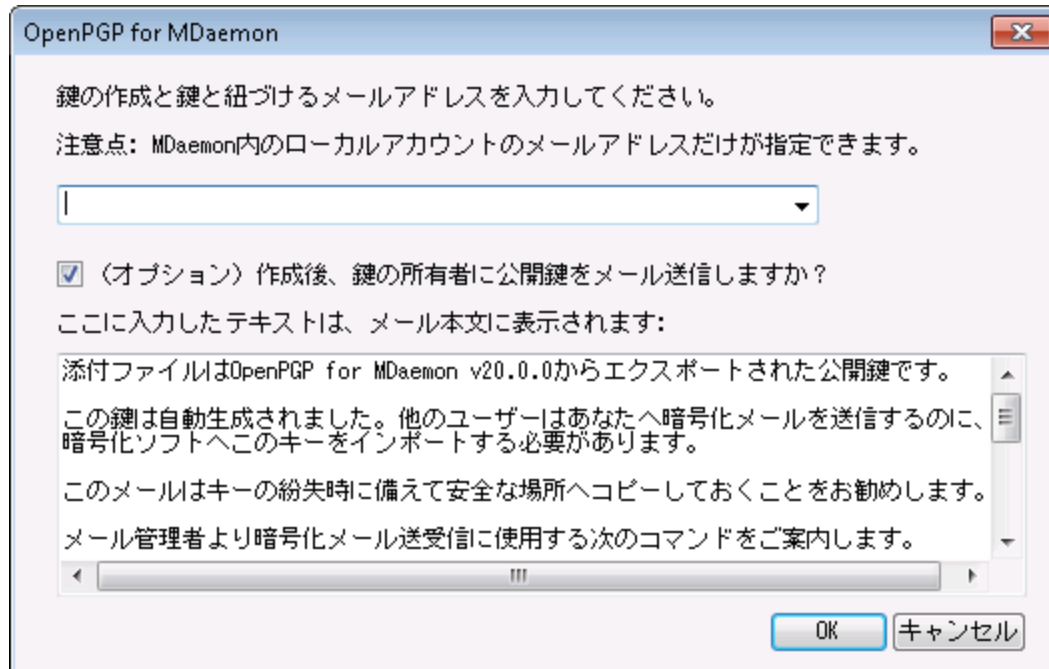 OpenPGP for MDaemon
鍵の作成と鍵と紐づけるメールアドレスを入力してください。
注意点: MDaemon内のローカルアカウントのメールアドレスだけが指定できます。
（オプション）作成後、鍵の所有者に公開鍵をメール送信しますか？
ここに入力したテキストは、メール本文に表示されます:
添付ファイルはOpenPGP for MDaemon v20.0.0からエクスポートされた公開鍵です。
この鍵は自動生成されました。他のユーザーはあなたへ暗号化メールを送信するのに、
暗号化ソフトへこのキーをインポートする必要があります。
このメールはキーの紛失時に備えて安全な場所へコピーしておくことをお勧めします。
メール管理者より暗号化メール送受信に使用する次のコマンドをご案内します。
OK キャンセル